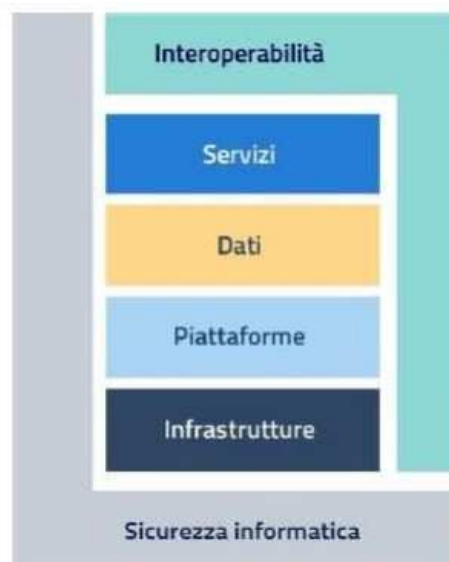 Interoperabilità
Servizi
Dati
Piattaforme
Infrastrutture
Sicurezza informatica